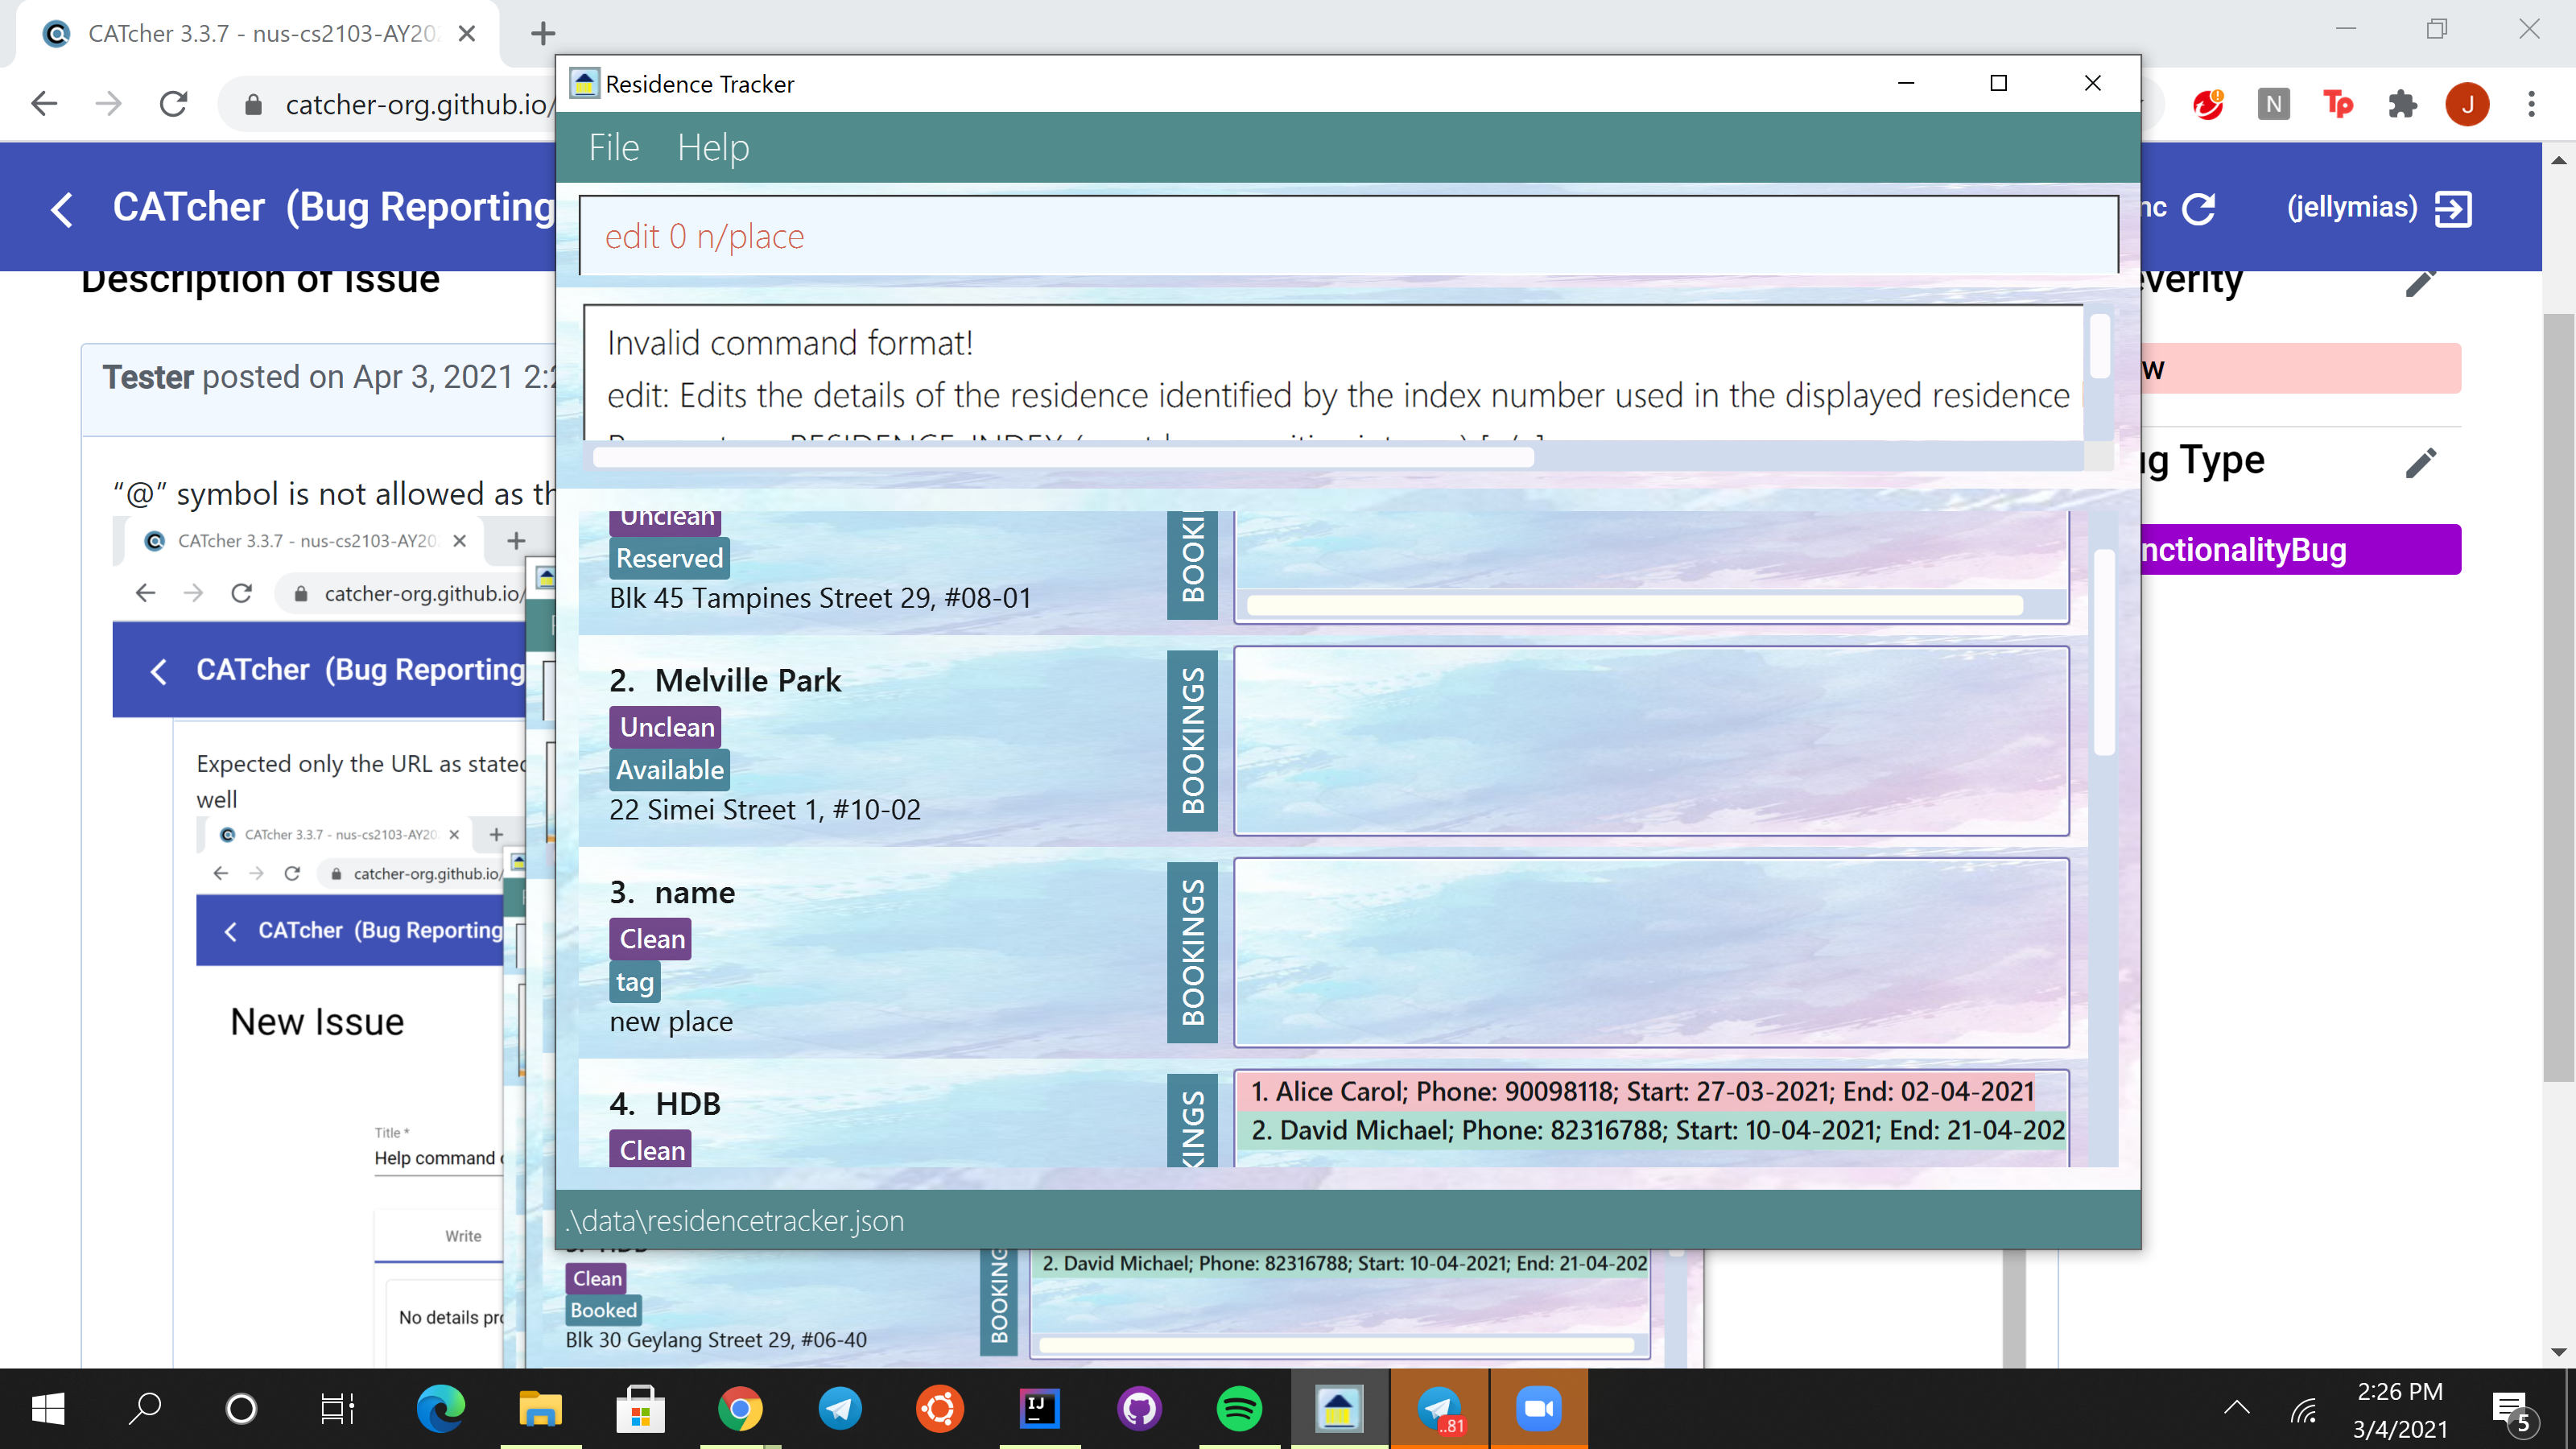 CATcher 3.3.7 - nus-cs2103-AY20
catcher-org.github.io/
Residence Tracker
N
Tp
J
File Help
CATcher (Bug Reporting
nc
(jellymias)
edit 0 n/place
Description of Issue
everity
Tester posted on Apr 3, 2021 2:2
Invalid command format!
edit: Edits the details of the residence identified by the index number used in the displayed residence
w
ug Type
nctionalityBug
“@” symbol is not allowed as th
CATcher 3.3.7 - nus-cs2103-AY20
catcher-org.github.io/
CATcher (Bug Reporting
Expected only the URL as stated
well
CATcher 3.3.7 - nus-cs2103-AY20
catcher-org.github.io/
CATcher (Bug Reporting
New Issue
Title *
Help command
Write
No details pro
Unclean
Reserved
Blk 45 Tampines Street 29, #08-01
BOOKI
2. Melville Park
Unclean
Available
22 Simei Street 1, #10-02
BOOKINGS
3. name
Clean
tag
new place
BOOKINGS
4. HDB
Clean
KINGS
1. Alice Carol; Phone: 90098118; Start: 27-03-2021; End: 02-04-2021
2. David Michael; Phone: 82316788; Start: 10-04-2021; End: 21-04-202
.\data\residencetracker.json
HDB
Clean
Booked
Blk 30 Geylang Street 29, #06-40
BOOKING
2. David Michael; Phone: 82316788; Start: 10-04-2021; End: 21-04-202
IJ
..81
2:26 PM
3/4/2021
5